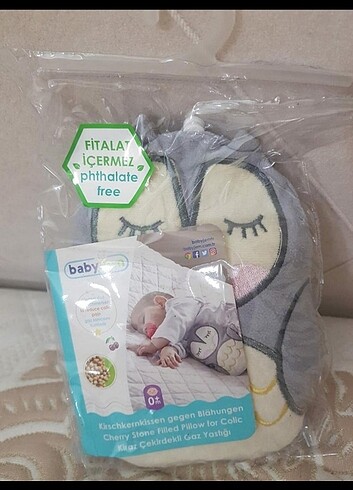 FİTALAT
İÇERMEZ
phthalate
free
baby
0+
Kirschkernkissen gegen Blähungen
Cherry Stone Filled Pillow for Colic
Kiraz Çekirdekli Gaz Yastığı